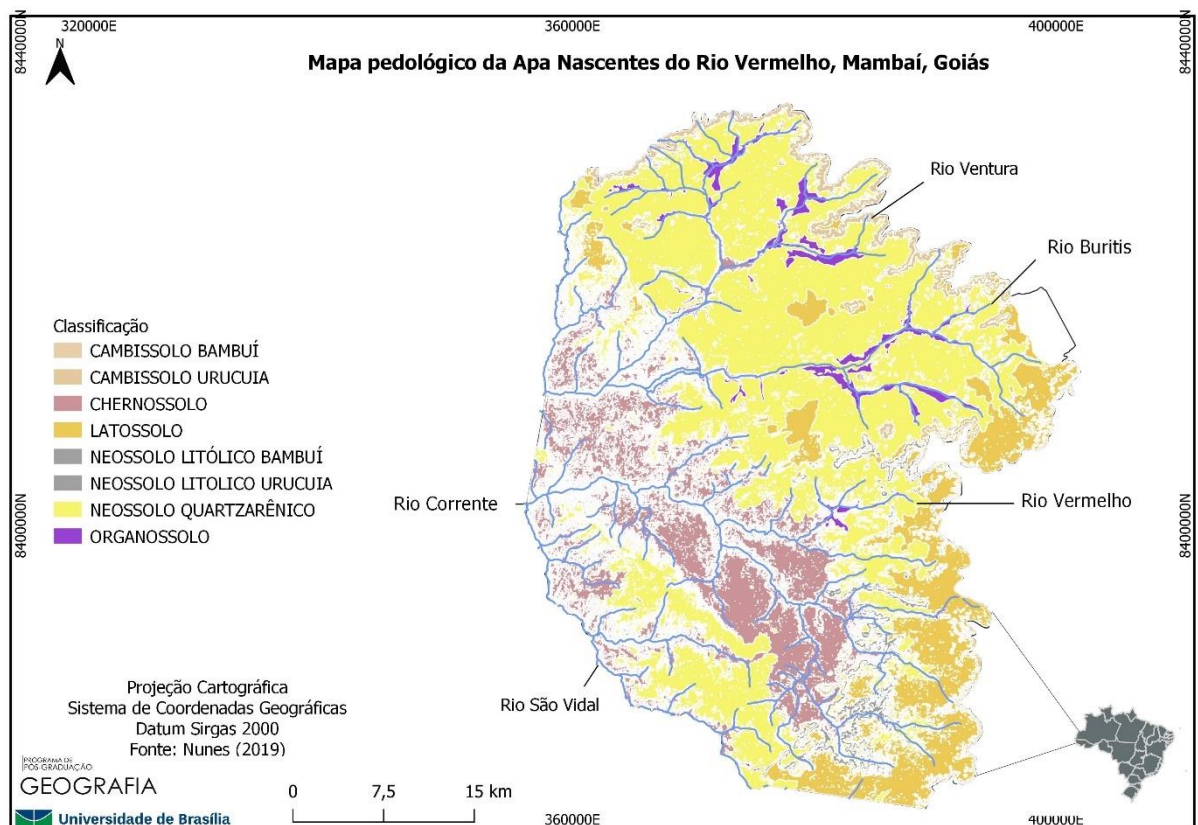 320000E
360000E
400000E
8440000N
8440000N
N
Mapa pedológico da Apa Nascentes do Rio Vermelho, Mambaí, Goiás
Rio Ventura
Rio Buritis
Classificação
CAMBISSOLO BAMBUÍ
CAMBISSOLO URUCUIA
CHERNOSSOLO
LATOSSOLO
NEOSSOLO LITÓLICO BAMBUÍ
NEOSSOLO LITOLICO URUCUIA
NEOSSOLO QUARTZARÊNICO
ORGANOSSOLO
Rio Corrente
Rio Vermelho
8400000N
8400000N
Rio São Vidal
Projeção Cartográfica
Sistema de Coordenadas Geográficas
Datum Sirgas 2000
Fonte: Nunes (2019)
PROGRAMA DE
PÓS-GRADUAÇÃO
GEOGRAFIA
Universidade de Brasília
0 7,5 15 km
360000E
400000E